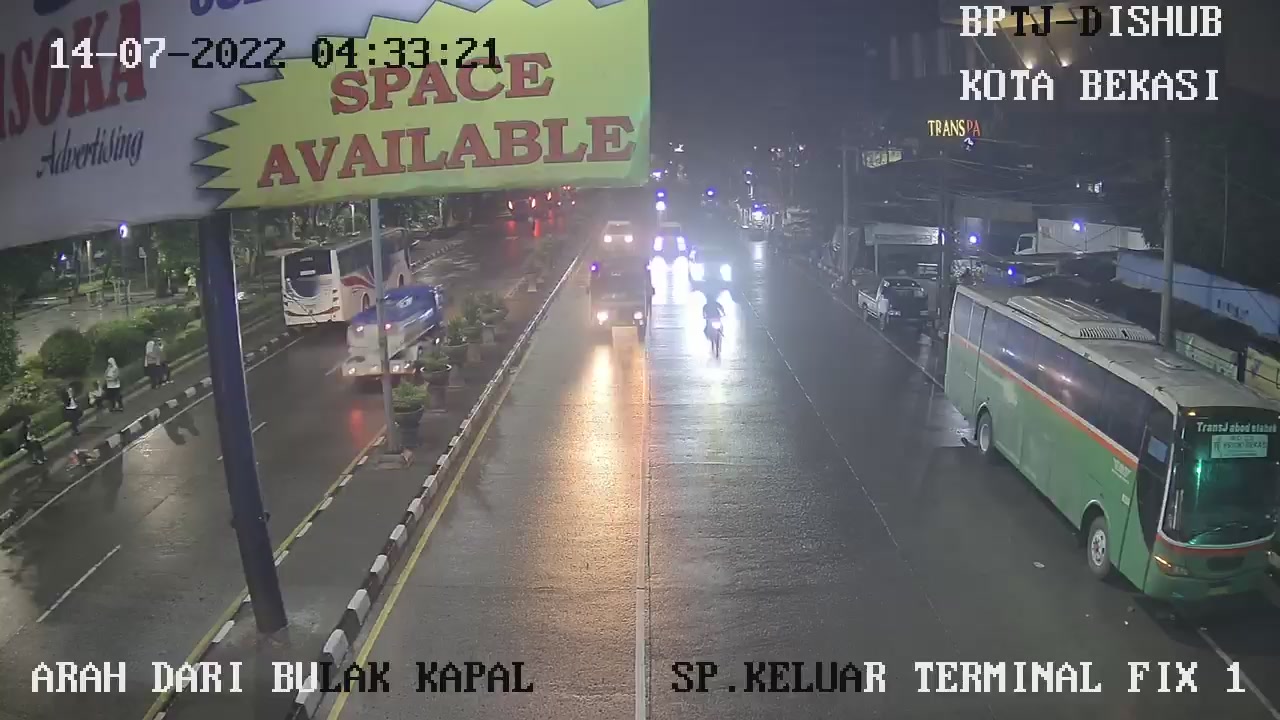 14-07-2022 04:33:21
BPTJ-DISHUB
KOTA BEKASI
Advertising
SPACE
AVAILABLE
TRANSPA
TransJabodetabek
ARAH DARI BULAK KAPAL
SP.KELUAR TERMINAL FIX 1